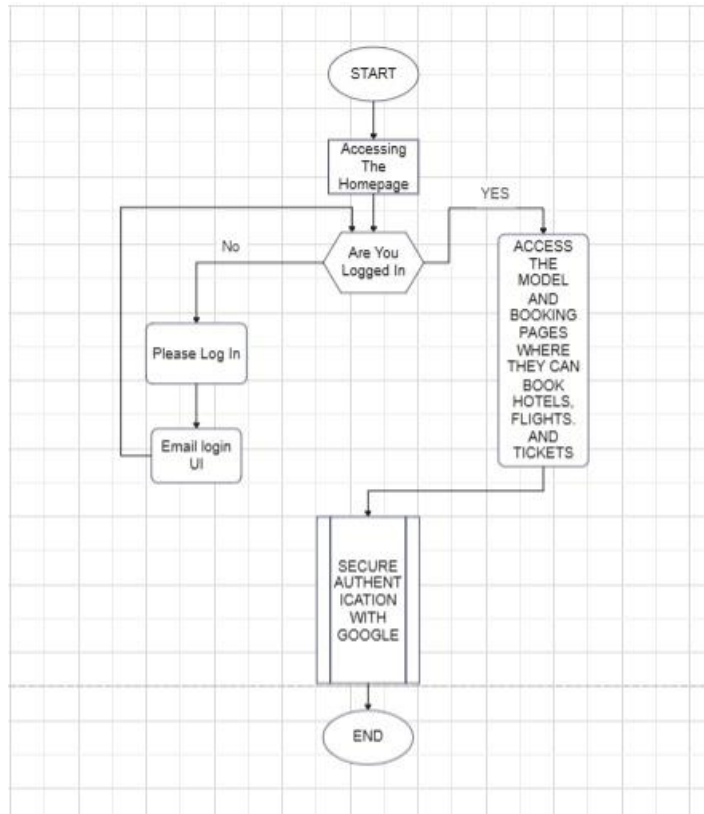 START
Accessing
The
Homepage
YES
No
Are You
Logged In
ACCESS
THE
MODEL
AND
BOOKING
PAGES
WHERE
THEY CAN
BOOK
HOTELS,
FLIGHTS.
AND
TICKETS
Please Log In
Email login
UI
SECURE
AUTHENT
ICATION
WITH
GOOGLE
END